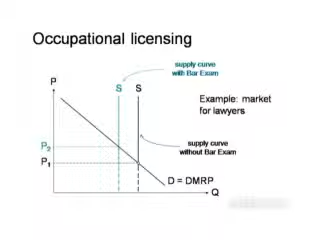 Occupational licensing
supply curve
with Bar Exam
P
S
S
Example: market
for lawyers
P2
P1
supply curve
without Bar Exam
D = DMRP
Q